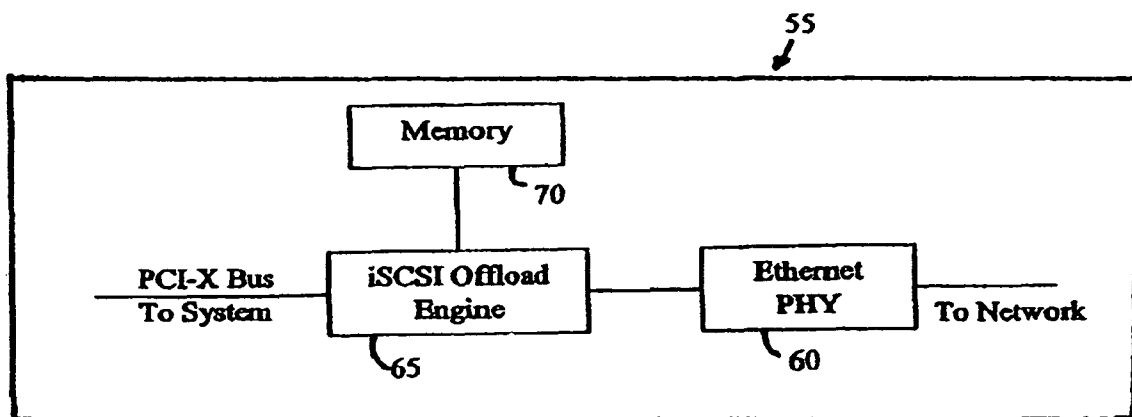 55
Memory
70
PCI-X Bus
To System
iSCSI Offload
Engine
65
Ethernet
PHY
60
To Network